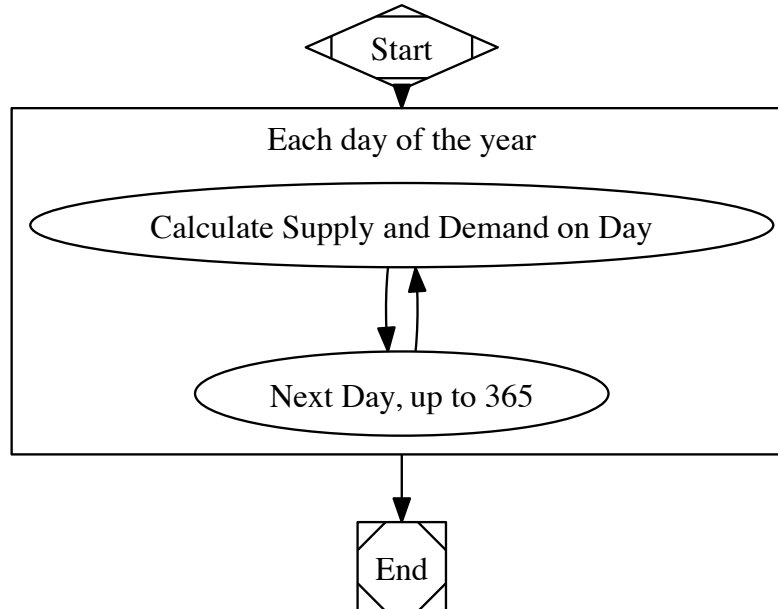 Start
Each day of the year
Calculate Supply and Demand on Day
Next Day, up to 365
End